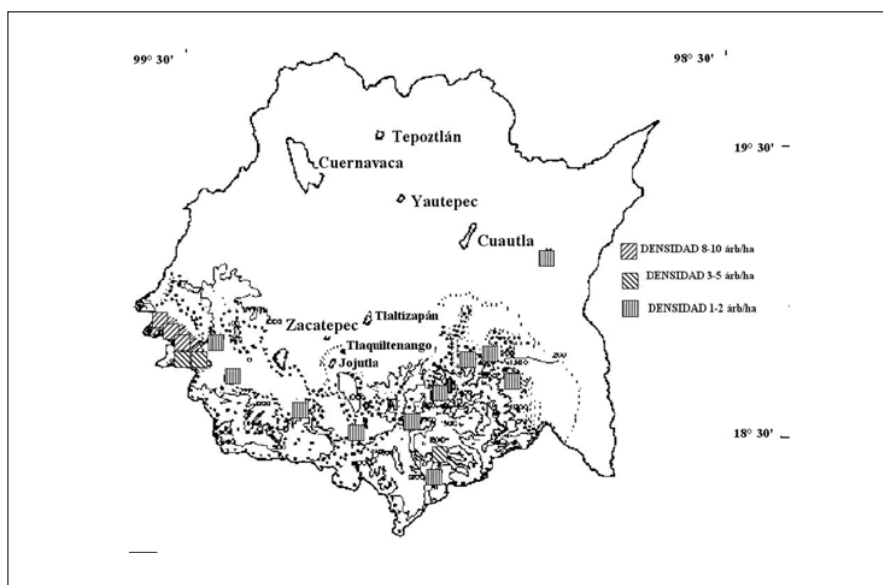 99° 30'
98° 30'
Tepoztlán
19° 30'
Cuernavaca
Yautepec
Cuautla
DENSIDAD 8-10 árb/ha
DENSIDAD 3-5 árb/ha
DENSIDAD 1-2 árb/ha
Tlaltizapán
Zacatepec
Tlaquiltenango
Jojutla
18° 30'